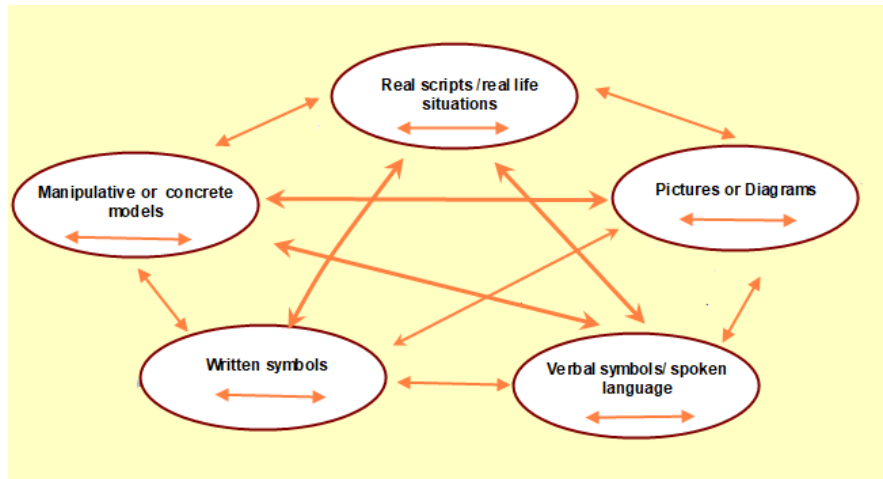 Real scripts /real life
situations
Manipulative or concrete
models
Pictures or Diagrams
Written symbols
Verbal symbols/ spoken
language